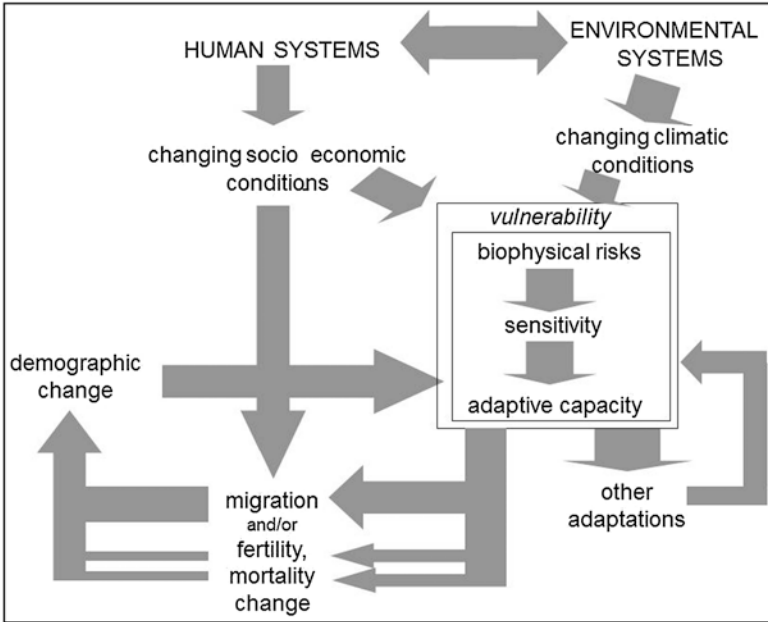 HUMAN SYSTEMS
ENVIRONMENTAL
SYSTEMS
changing socio economic
conditions
changing climatic
conditions
vulnerability
biophysical risks
sensitivity
adaptive capacity
demographic
change
migration
and/or
fertility,
mortality
change
other
adaptations